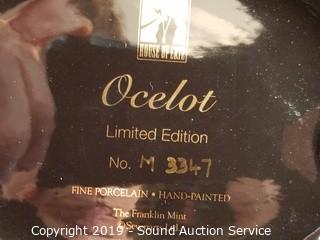 HOUSE OF ERTÉ
Ocelot
Limited Edition
No. M 3347
FINE PORCELAIN • HAND-PAINTED
The Franklin Mint
Copyright 2019 - Sound Auction Service